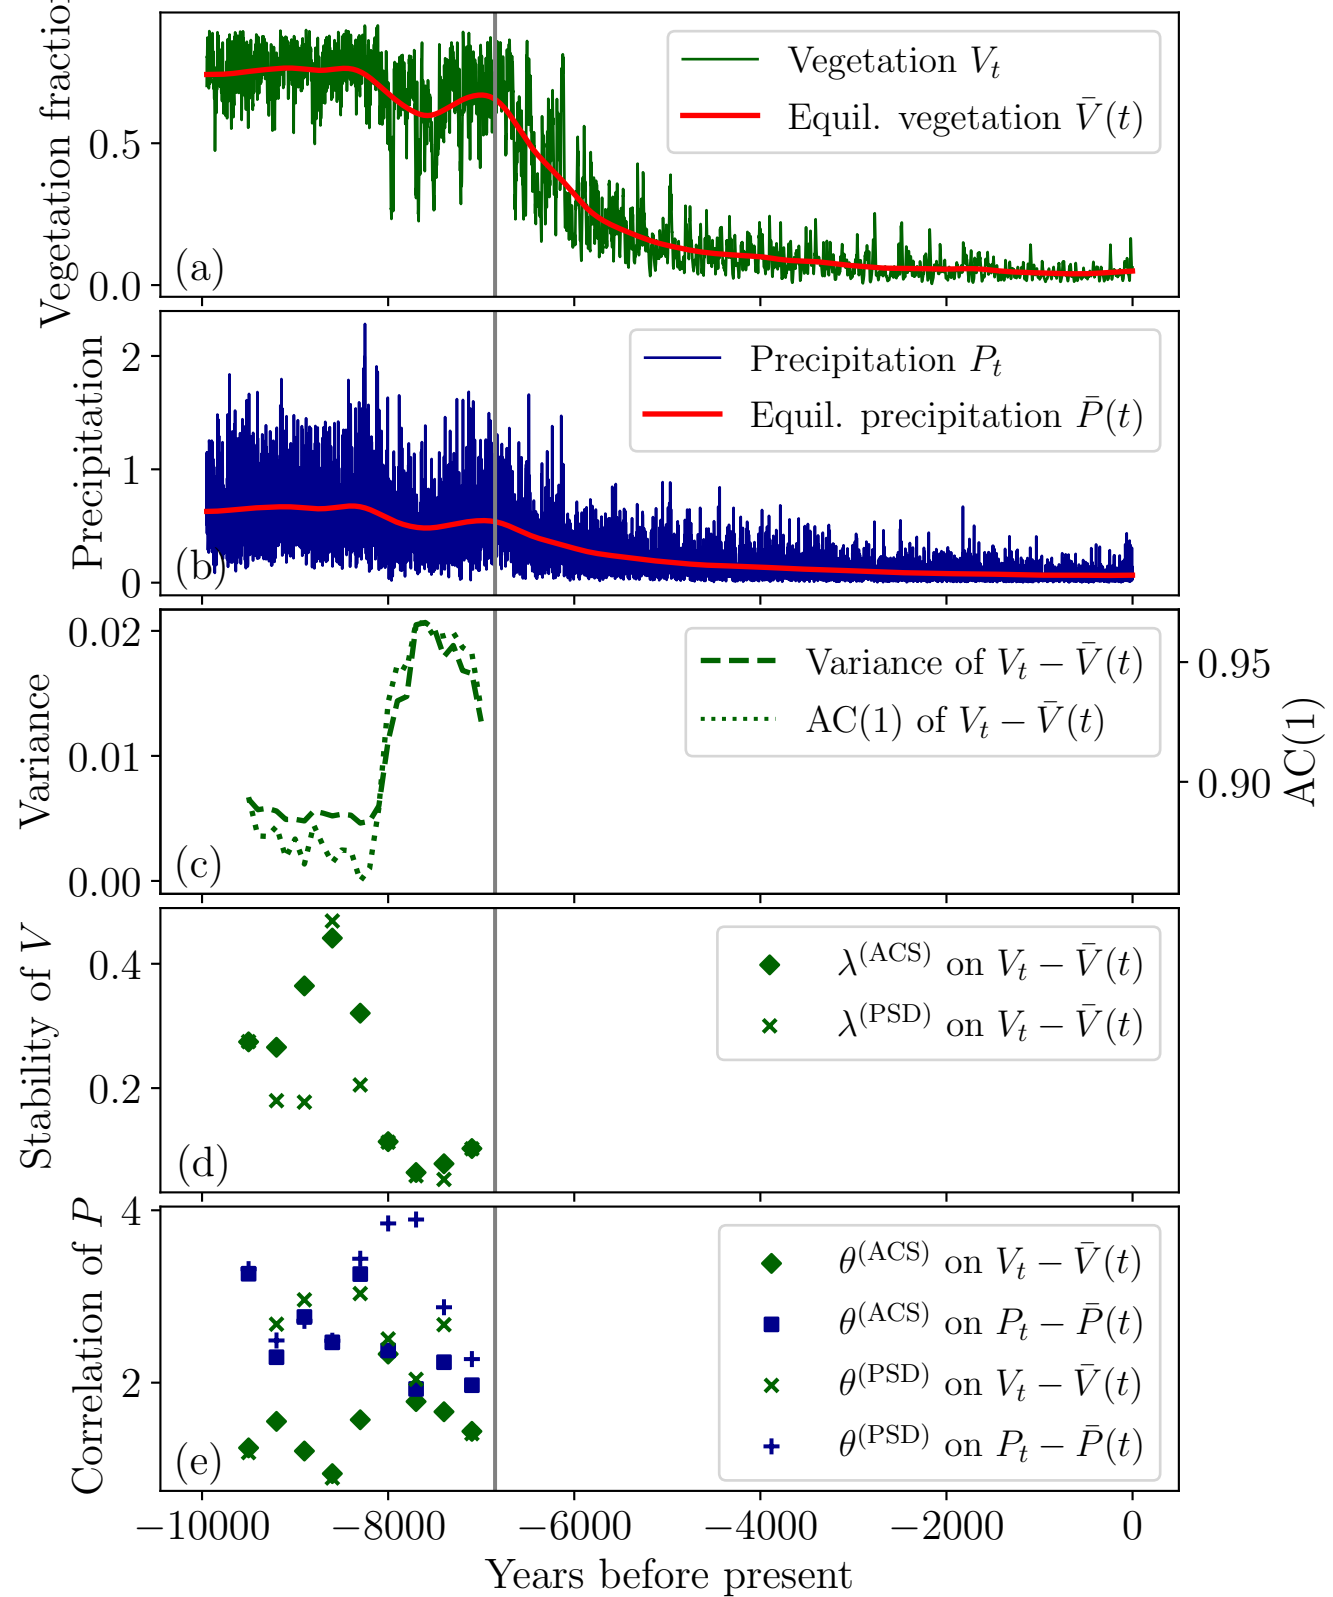 Vegetation fraction
0.5
0.0
(a)
Vegetation V_t
Equil. vegetation V̄(t)
Precipitation
2
1
0
(b)
Precipitation P_t
Equil. precipitation P̄(t)
Variance
0.02
0.01
0.00
(c)
Variance of V_t − V̄(t)
AC(1) of V_t − V̄(t)
0.95
0.90
AC(1)
Stability of V
0.4
0.2
(d)
λ^(ACS) on V_t − V̄(t)
λ^(PSD) on V_t − V̄(t)
Correlation of P
4
2
(e)
θ^(ACS) on V_t − V̄(t)
θ^(ACS) on P_t − P̄(t)
θ^(PSD) on V_t − V̄(t)
θ^(PSD) on P_t − P̄(t)
−10000 −8000 −6000 −4000 −2000 0
Years before present